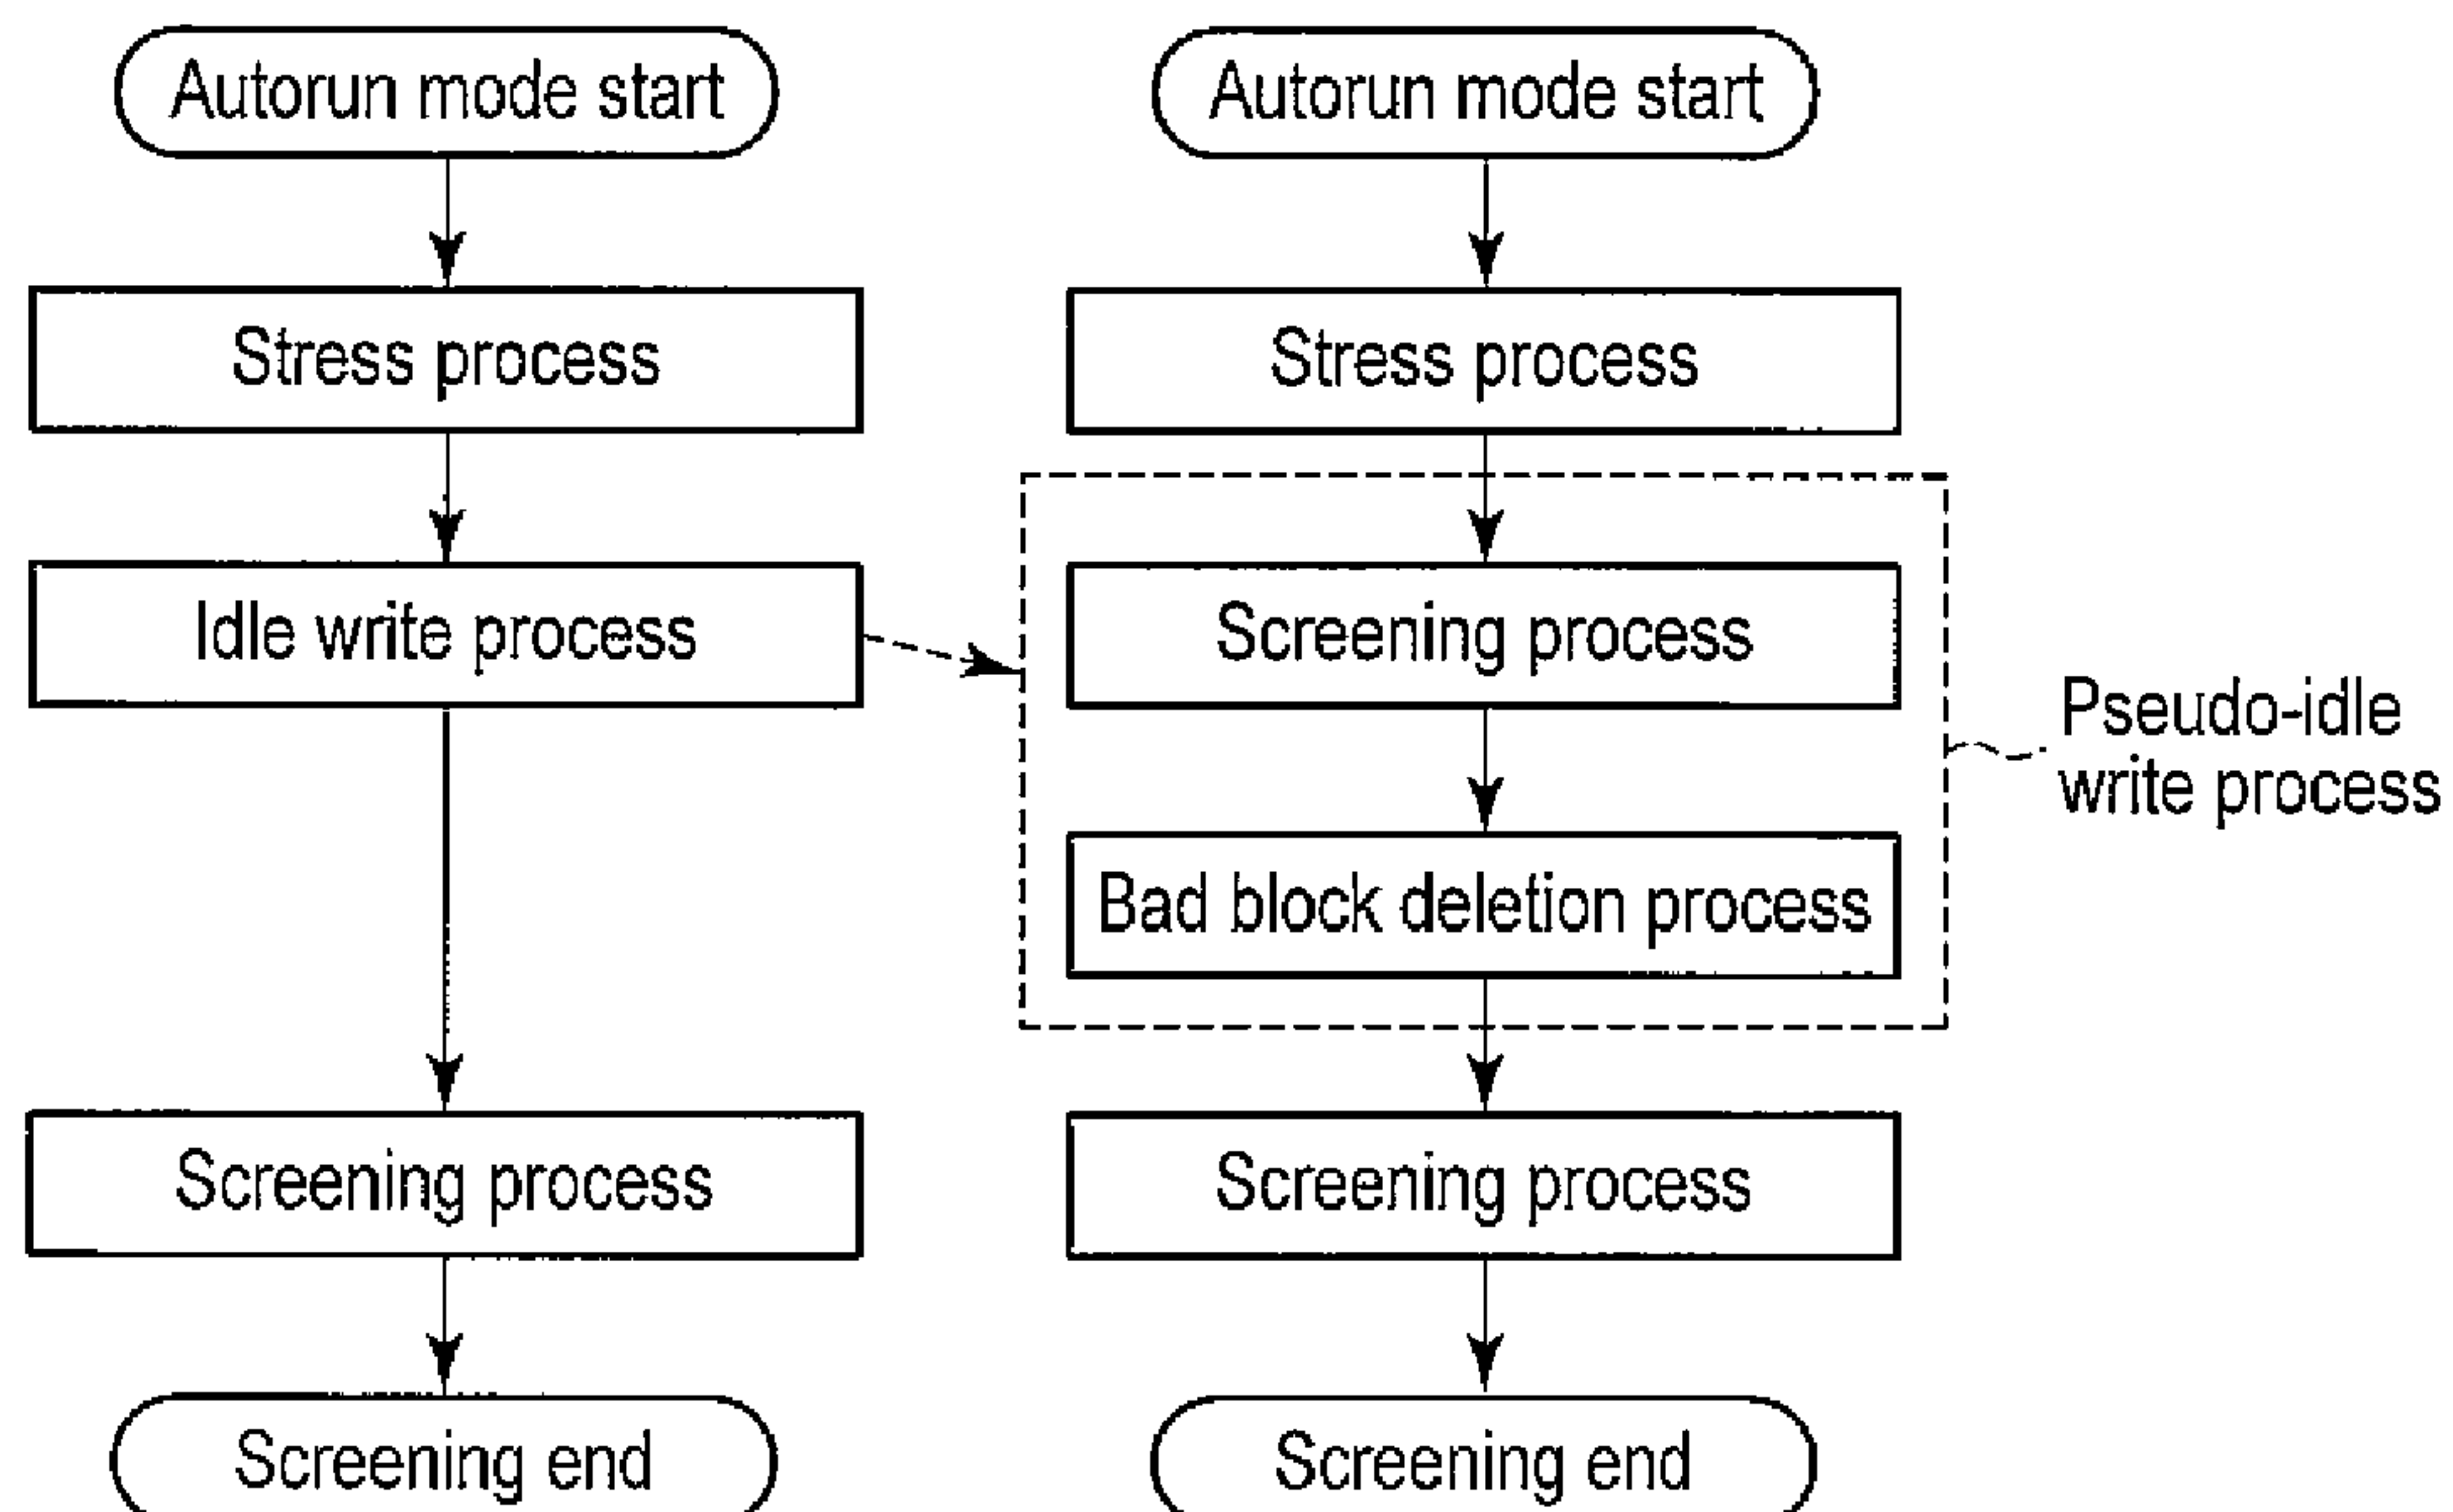 Autorun mode start
Stress process
Idle write process
Screening process
Screening end
Autorun mode start
Stress process
Screening process
Bad block deletion process
Screening process
Screening end
Pseudo-idle
write process